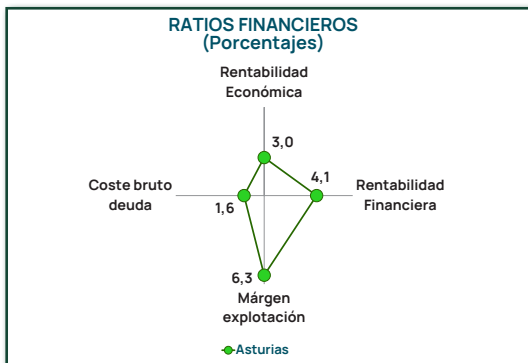 RATIOS FINANCIEROS
(Porcentajes)
Rentabilidad
Económica
3,0
4,1
Coste bruto
deuda
Rentabilidad
Financiera
1,6
6,3
Márgen
explotación
Asturias